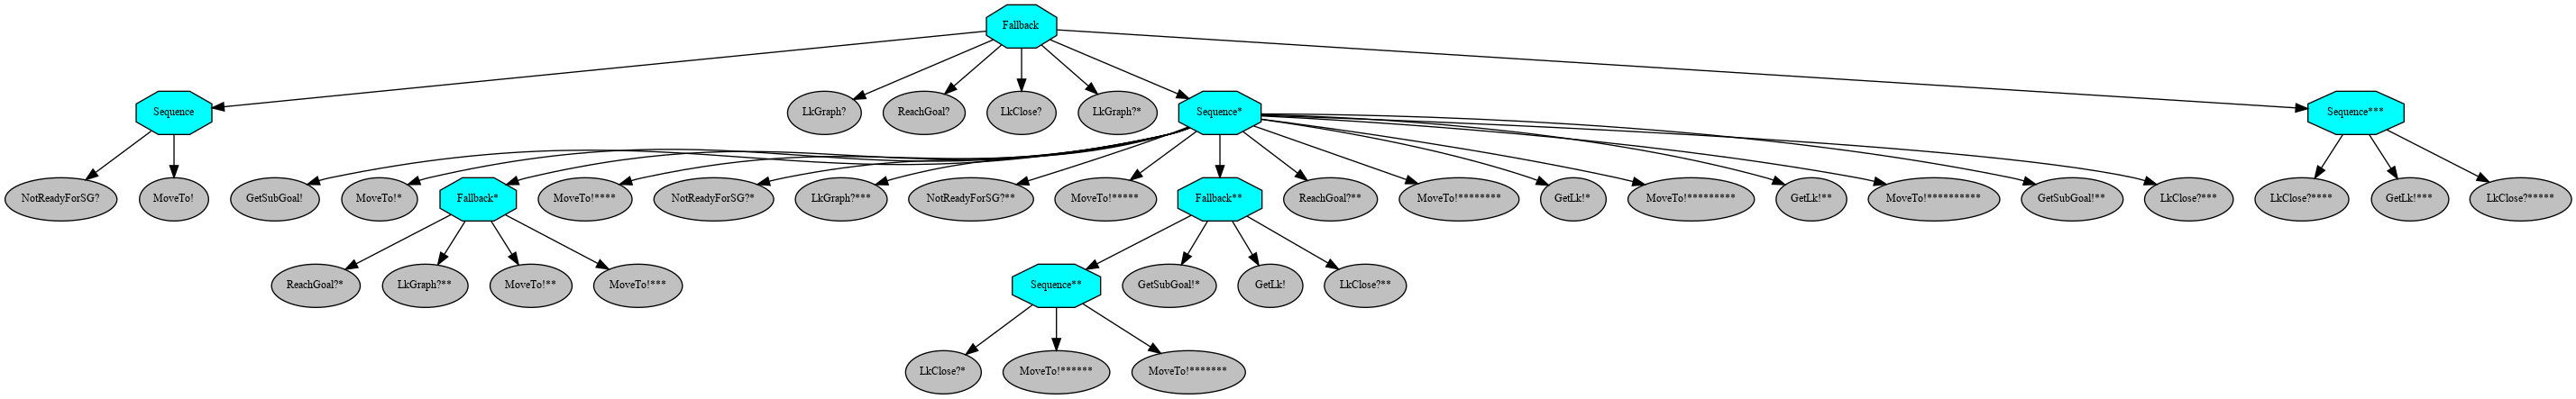 Fallback
Sequence
LkGraph?
ReachGoal?
LkClose?
LkGraph?*
Sequence*
Sequence***
NotReadyForSG?
MoveTo!
GetSubGoal!
MoveTo!*
Fallback*
MoveTo!****
NotReadyForSG?*
LkGraph?***
NotReadyForSG?**
MoveTo!*****
Fallback**
ReachGoal?**
MoveTo!********
GetLk!*
MoveTo!*********
GetLk!**
MoveTo!**********
GetSubGoal!**
LkClose?***
LkClose?****
GetLk!***
LkClose?*****
ReachGoal?*
LkGraph?**
MoveTo!**
MoveTo!***
Sequence**
GetSubGoal!*
GetLk!
LkClose?**
LkClose?*
MoveTo!******
MoveTo!*******